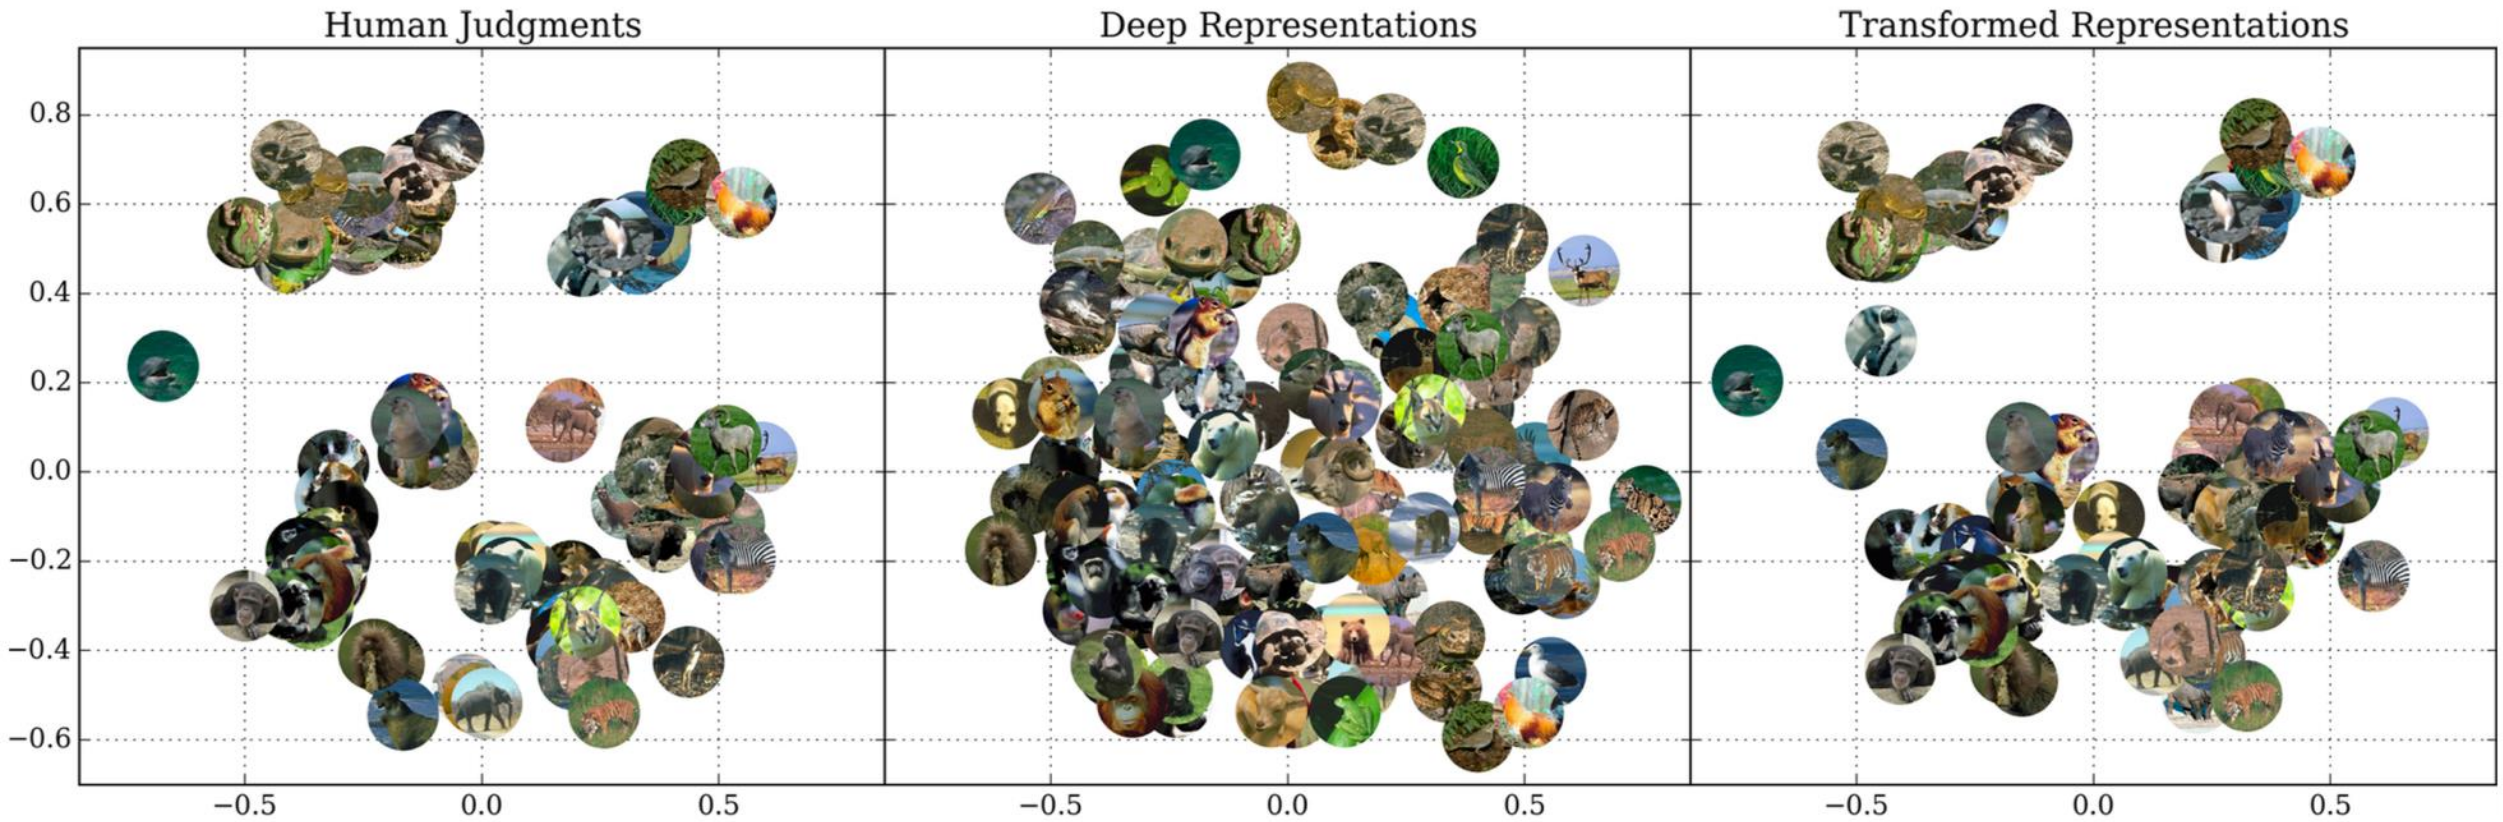 Human Judgments
Deep Representations
Transformed Representations
0.8
0.6
0.4
0.2
0.0
−0.2
−0.4
−0.6
−0.5 0.0 0.5
−0.5 0.0 0.5
−0.5 0.0 0.5